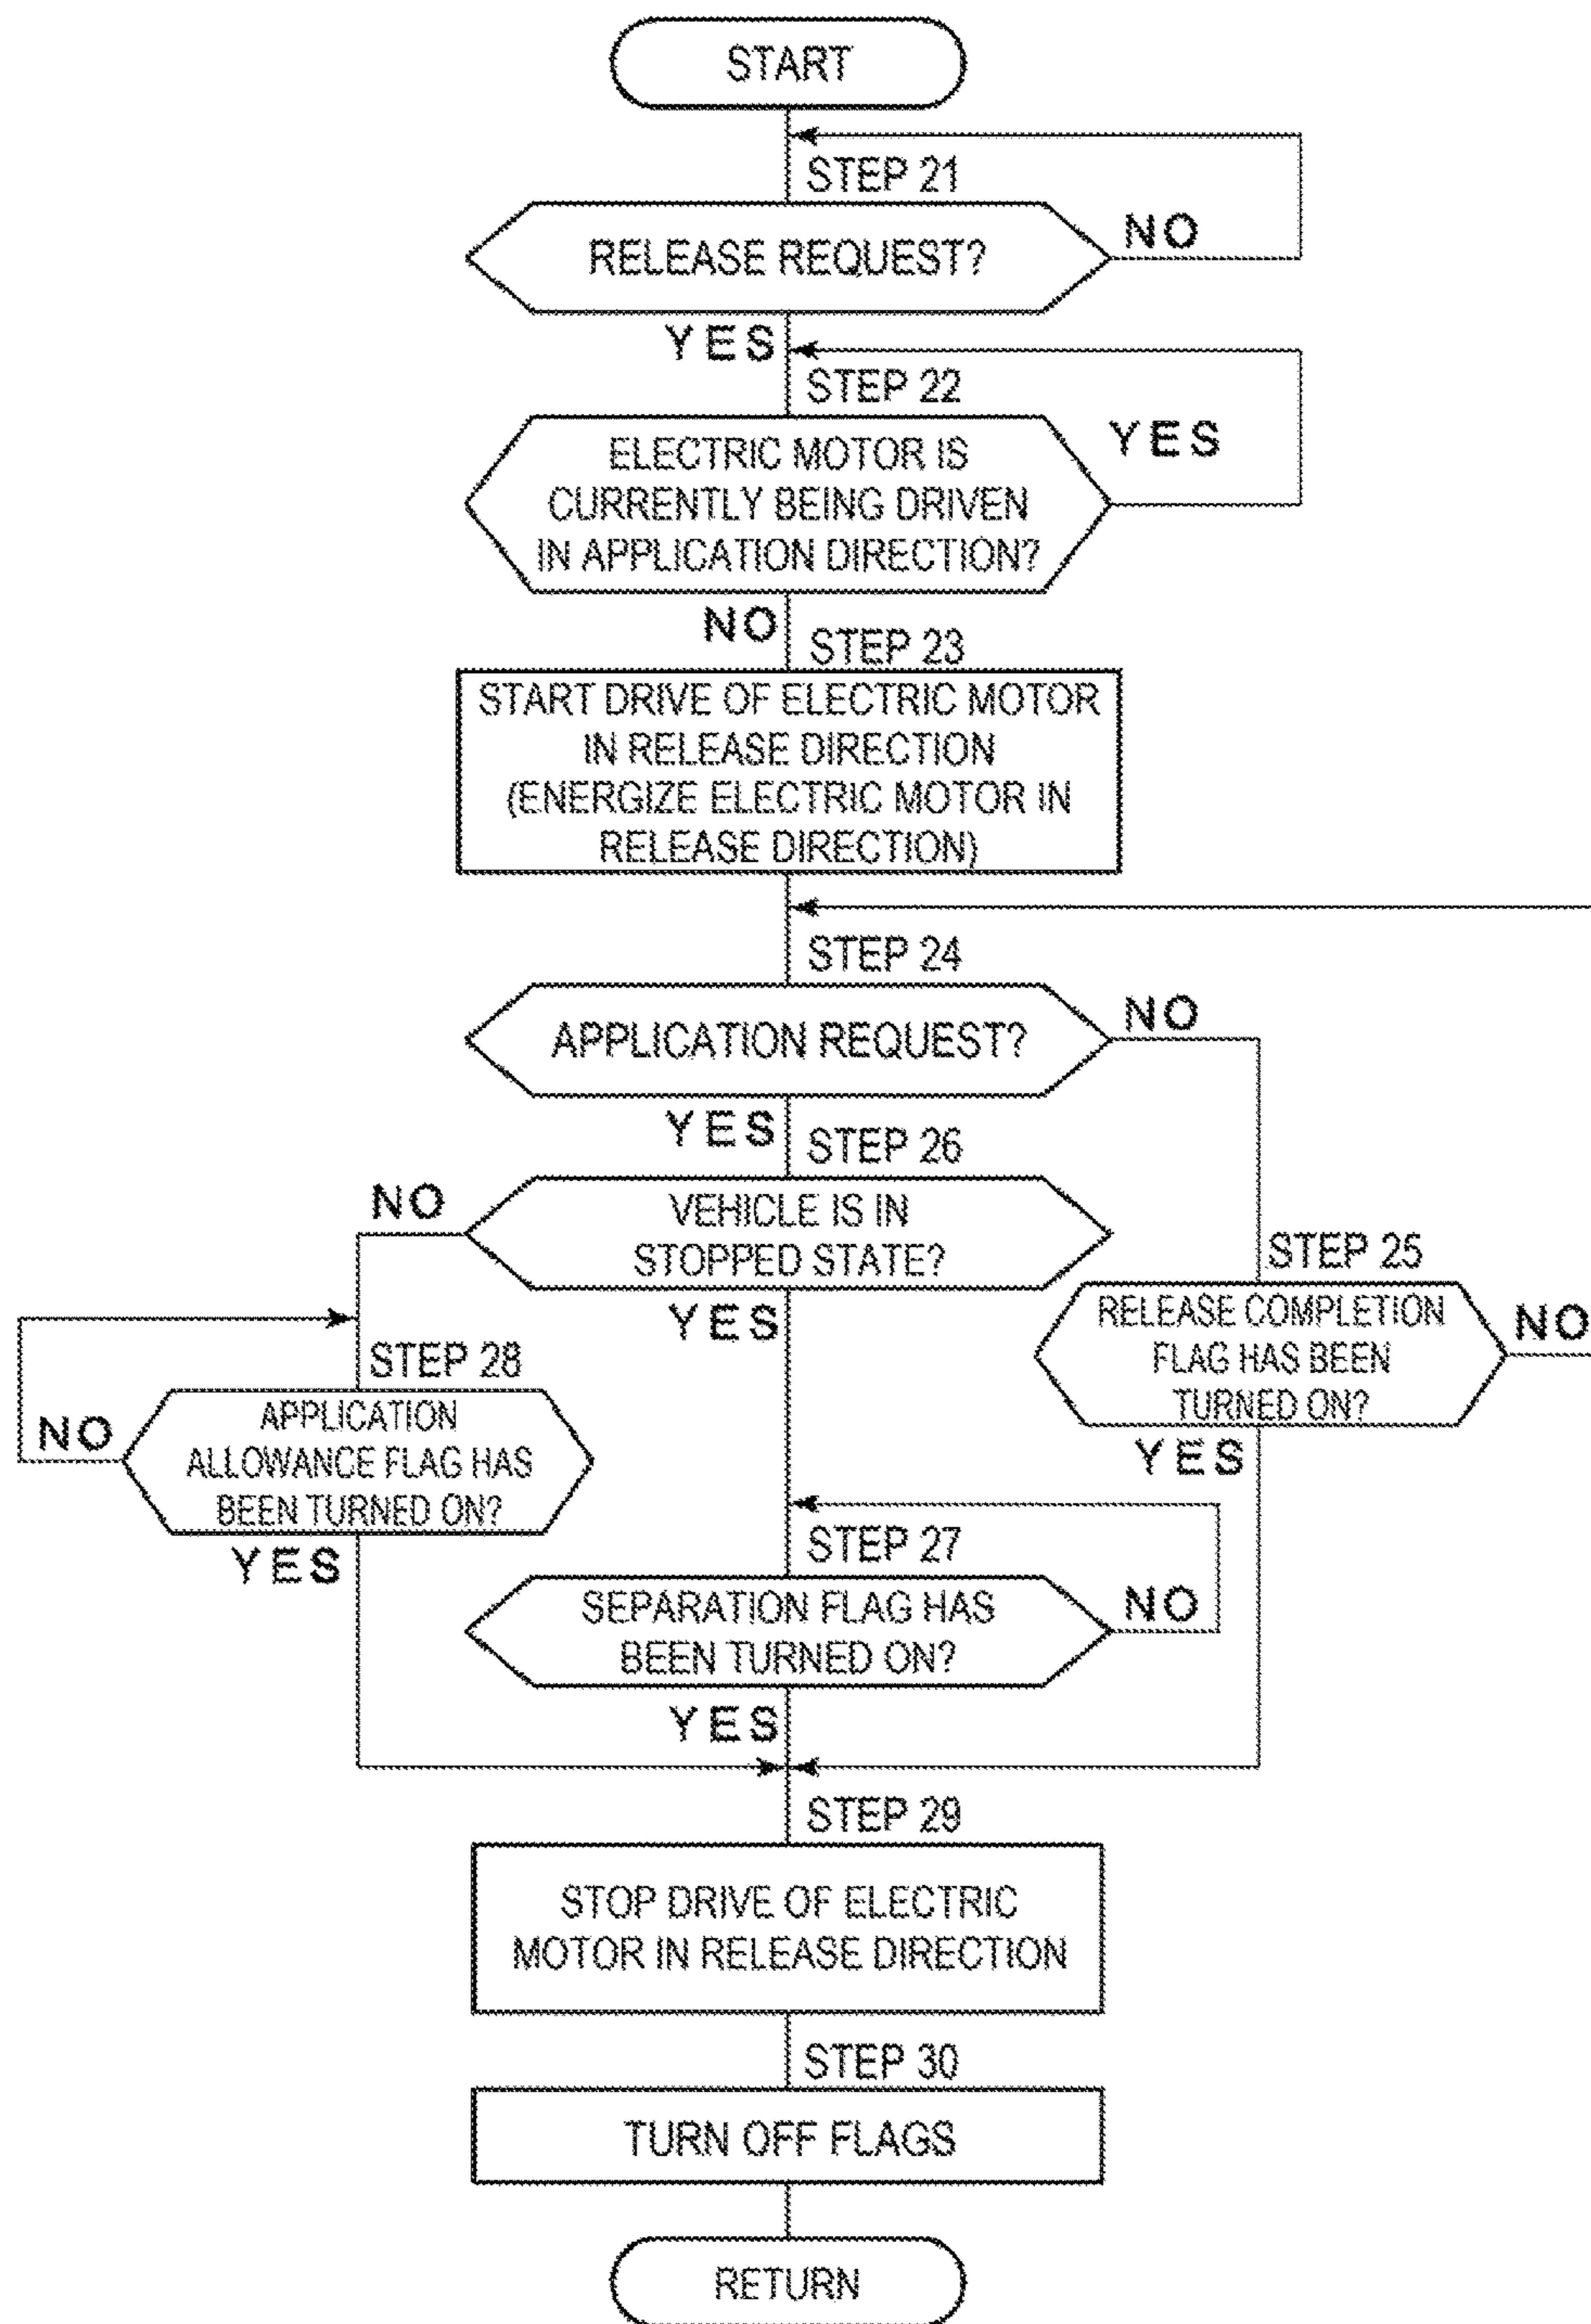 START
STEP 21
RELEASE REQUEST?
NO
YES
STEP 22
ELECTRIC MOTOR IS
CURRENTLY BEING DRIVEN
IN APPLICATION DIRECTION?
YES
NO
STEP 23
START DRIVE OF ELECTRIC MOTOR
IN RELEASE DIRECTION
(ENERGIZE ELECTRIC MOTOR IN
RELEASE DIRECTION)
STEP 24
APPLICATION REQUEST?
NO
YES
STEP 26
VEHICLE IS IN
STOPPED STATE?
NO
YES
STEP 25
RELEASE COMPLETION
FLAG HAS BEEN
TURNED ON?
NO
YES
STEP 28
APPLICATION
ALLOWANCE FLAG HAS
BEEN TURNED ON?
NO
YES
STEP 27
SEPARATION FLAG HAS
BEEN TURNED ON?
NO
YES
STEP 29
STOP DRIVE OF ELECTRIC
MOTOR IN RELEASE DIRECTION
STEP 30
TURN OFF FLAGS
RETURN